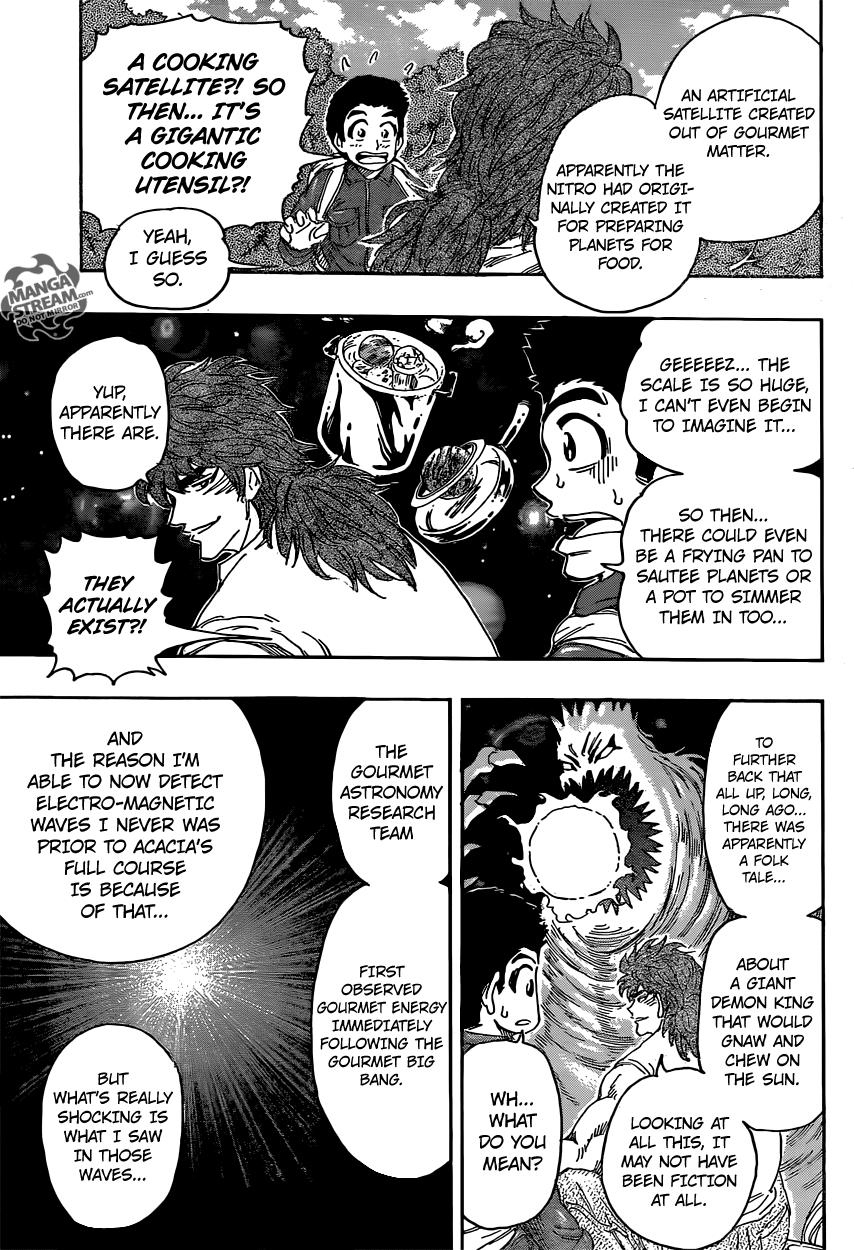 AN ARTIFICIAL
SATELLITE CREATED
OUT OF GOURMET
MATTER.
APPARENTLY THE
NITRO HAD ORIGI-
NALLY CREATED IT
FOR PREPARING
PLANETS FOR
FOOD.
A COOKING
SATELLITE?! SO
THEN... IT'S
A GIGANTIC
COOKING
UTENSIL?!
YEAH,
I GUESS
SO.
MANGA
STREAM.com
DO NOT MIRROR
GEEEEEZ... THE
SCALE IS SO HUGE,
I CAN'T EVEN BEGIN
TO IMAGINE IT...
SO THEN...
THERE COULD EVEN
BE A FRYING PAN TO
SAUTEE PLANETS OR
A POT TO SIMMER
THEM IN TOO...
YUP,
APPARENTLY
THERE ARE.
THEY
ACTUALLY
EXIST?!
TO
FURTHER
BACK THAT
ALL UP, LONG,
LONG AGO...
THERE WAS
APPARENTLY
A FOLK
TALE...
ABOUT
A GIANT
DEMON KING
THAT WOULD
GNAW AND
CHEW ON
THE SUN.
LOOKING AT
ALL THIS, IT
MAY NOT HAVE
BEEN FICTION
AT ALL.
WH...
WHAT
DO YOU
MEAN?
THE
GOURMET
ASTRONOMY
RESEARCH
TEAM
FIRST
OBSERVED
GOURMET ENERGY
IMMEDIATELY
FOLLOWING THE
GOURMET BIG
BANG.
AND
THE REASON I'M
ABLE TO NOW DETECT
ELECTRO-MAGNETIC
WAVES I NEVER WAS
PRIOR TO ACACIA'S
FULL COURSE
IS BECAUSE
OF THAT...
BUT
WHAT'S REALLY
SHOCKING IS
WHAT I SAW
IN THOSE
WAVES...